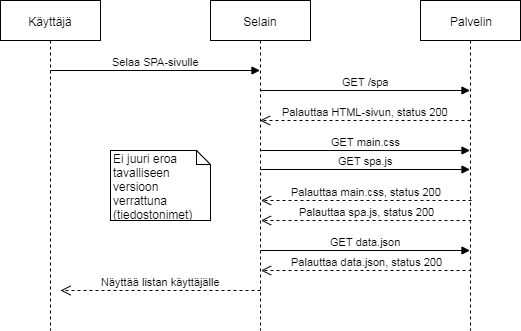 Käyttäjä
Selain
Palvelin
Selaa SPA-sivulle
GET /spa
Palauttaa HTML-sivun, status 200
GET main.css
Ei juuri eroa
tavalliseen
versioon
verrattuna
(tiedostonimet)
GET spa.js
Palauttaa main.css, status 200
Palauttaa spa.js, status 200
GET data.json
Palauttaa data.json, status 200
Näyttää listan käyttäjälle